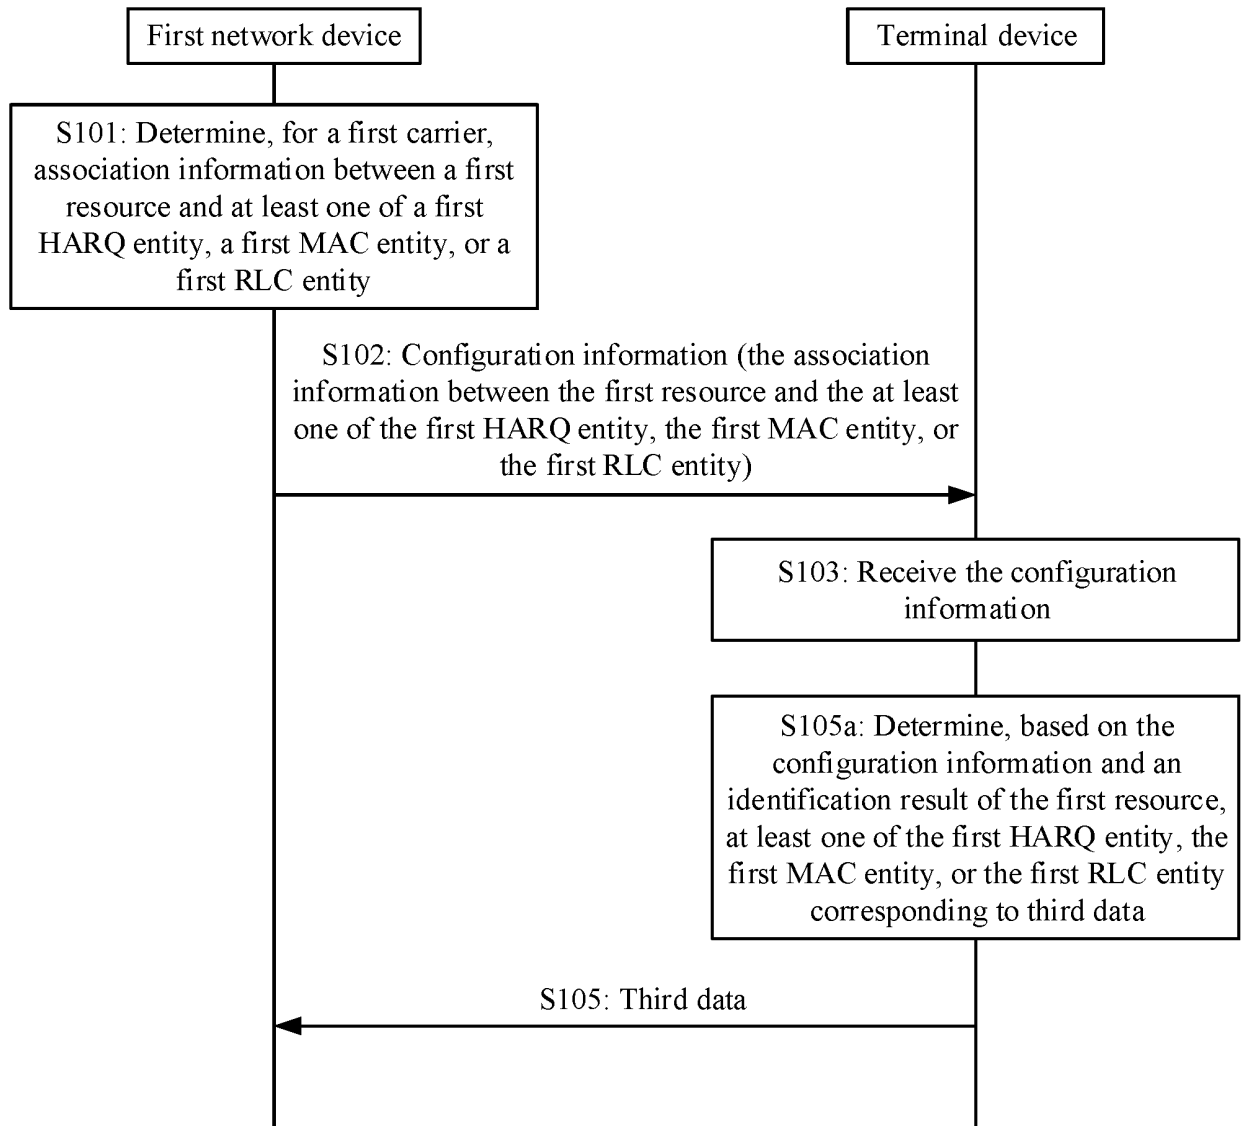 First network device
Terminal device
S101: Determine, for a first carrier,
association information between a first
resource and at least one of a first
HARQ entity, a first MAC entity, or a
first RLC entity
S102: Configuration information (the association
information between the first resource and the at least
one of the first HARQ entity, the first MAC entity, or
the first RLC entity)
S103: Receive the configuration
information
S105a: Determine, based on the
configuration information and an
identification result of the first resource,
at least one of the first HARQ entity, the
first MAC entity, or the first RLC entity
corresponding to third data
S105: Third data